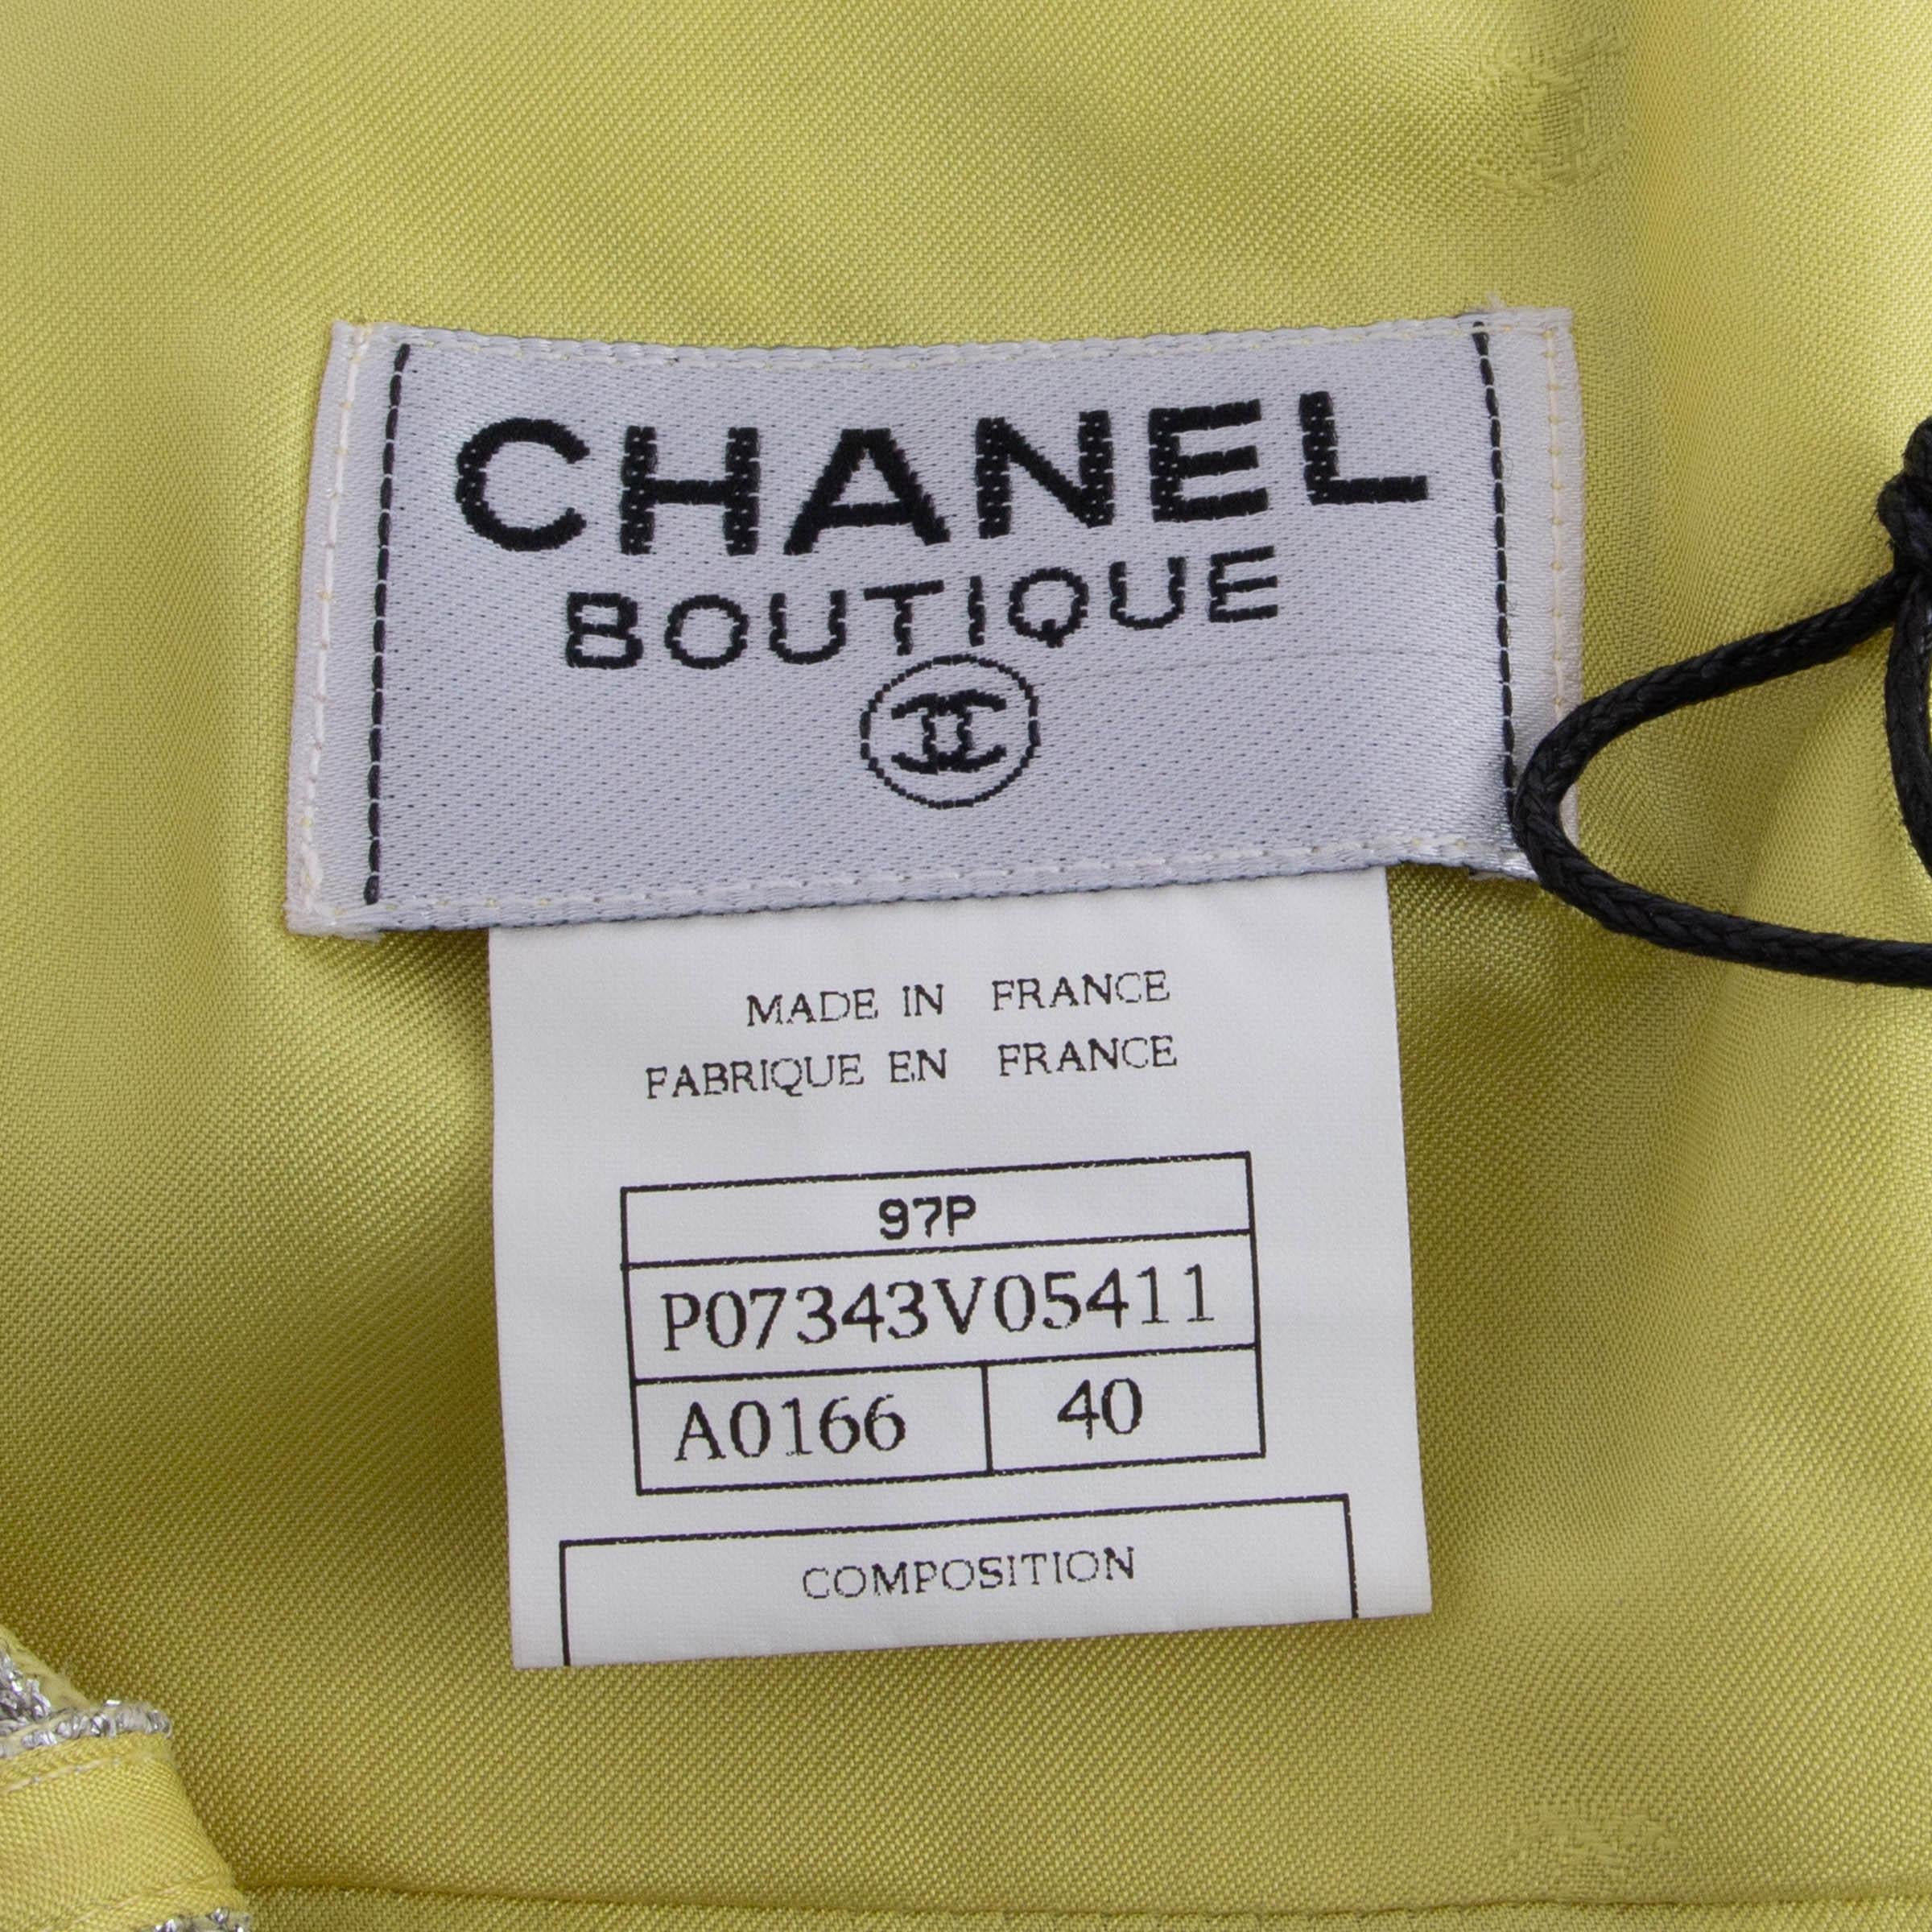 CHANEL
BOUTIQUE
MADE IN FRANCE
FABRIQUE EN FRANCE
97P
P07343V05411
A0166 40
COMPOSITION